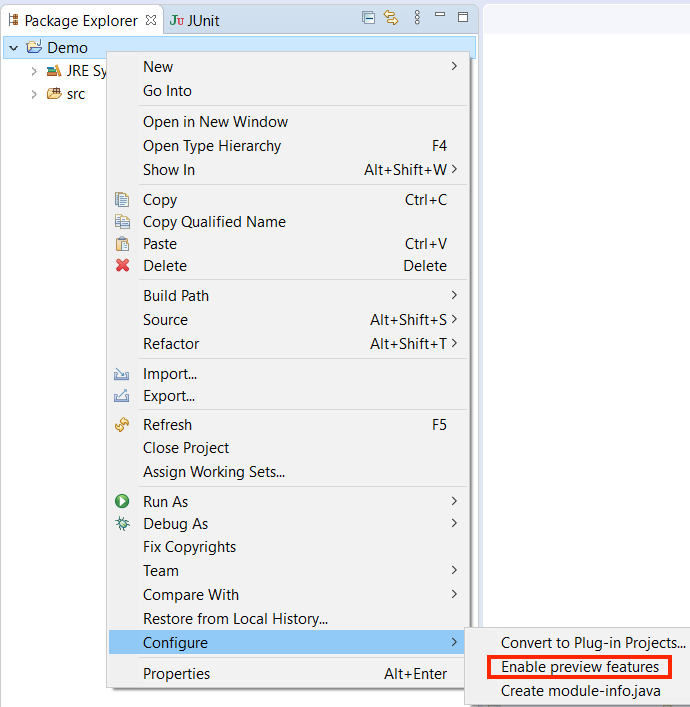 Package Explorer JUnit
Demo
JRE Sy
src
New
Go Into
Open in New Window
Open Type Hierarchy F4
Show In Alt+Shift+W
Copy Ctrl+C
Copy Qualified Name
Paste Ctrl+V
Delete Delete
Build Path
Source Alt+Shift+S
Refactor Alt+Shift+T
Import...
Export...
Refresh F5
Close Project
Assign Working Sets...
Run As
Debug As
Fix Copyrights
Team
Compare With
Restore from Local History...
Configure
Properties Alt+Enter
Convert to Plug-in Projects...
Enable preview features
Create module-info.java